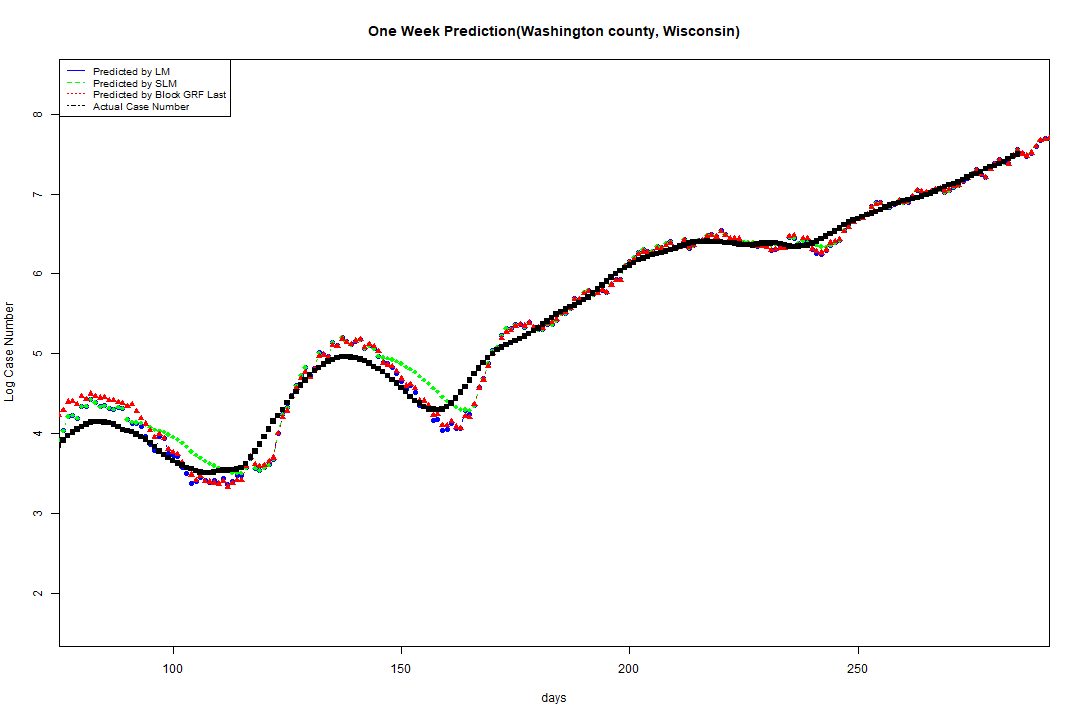 One Week Prediction(Washington county, Wisconsin)
Predicted by LM
Predicted by SLM
Predicted by Block GRF Last
Actual Case Number
8
7
6
5
4
3
2
Log Case Number
100 150 200 250
days